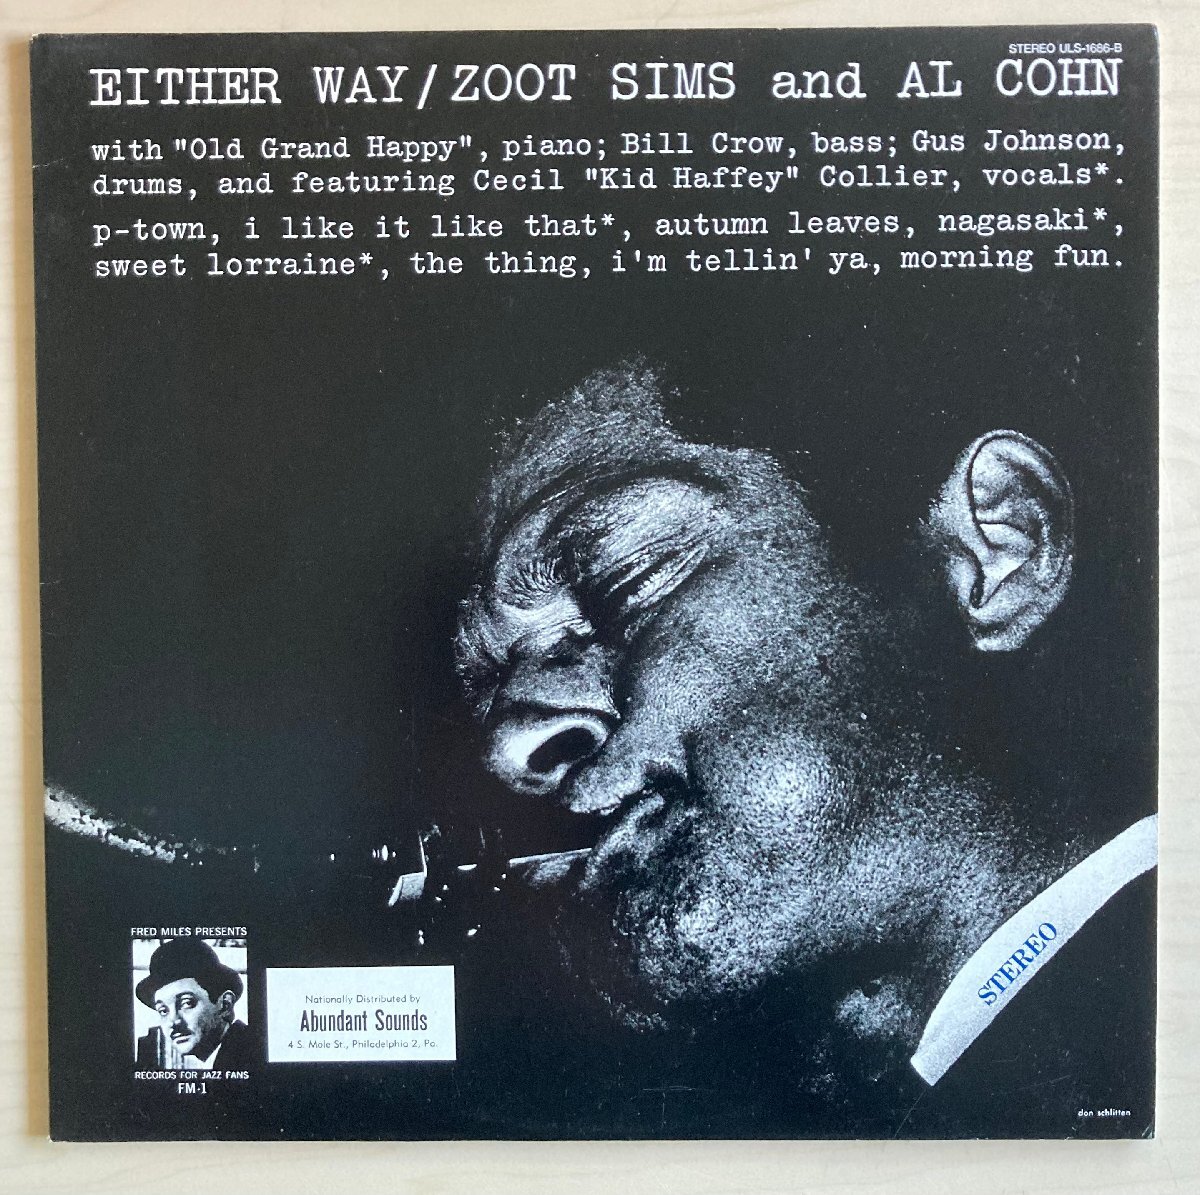 STEREO ULS-1686-B
EITHER WAY/ZOOT SIMS and AL COHN
with "Old Grand Happy", piano; Bill Crow, bass; Gus Johnson,
drums, and featuring Cecil "Kid Haffey" Collier, vocals*.
p-town, i like it like that*, autumn leaves, nagasaki*,
sweet lorraine*, the thing, i'm tellin' ya, morning fun.
STEREO
FRED MILES PRESENTS
RECORDS FOR JAZZ FANS
FM-1
Nationally Distributed by
Abundant Sounds
4 S. Mole St., Philadelphia 2, Pa.
don schlitten